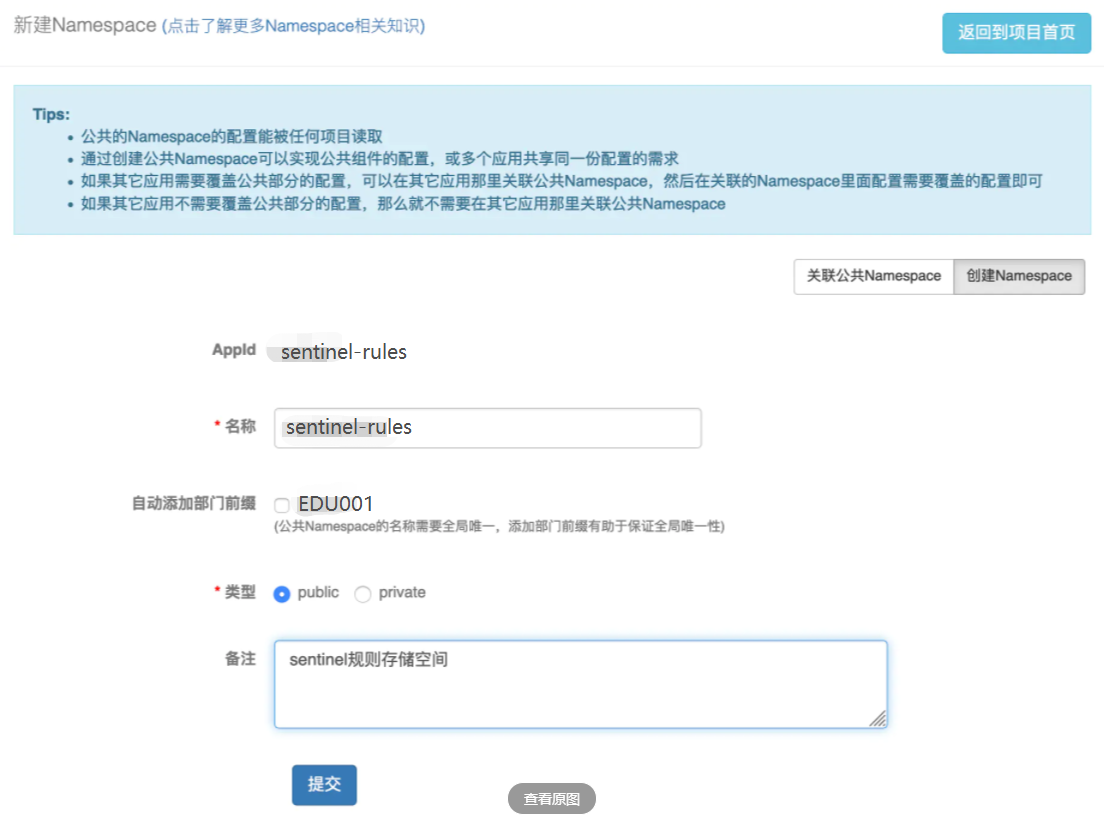 新建Namespace (点击了解更多Namespace相关知识)
返回到项目首页
Tips:
• 公共的Namespace的配置能被任何项目读取
• 通过创建公共Namespace可以实现公共组件的配置，或多个应用共享同一份配置的需求
• 如果其它应用需要覆盖公共部分的配置，可以在其它应用那里关联公共Namespace，然后在关联的Namespace里面配置需要覆盖的配置即可
• 如果其它应用不需要覆盖公共部分的配置，那么就不需要在其它应用那里关联公共Namespace
关联公共Namespace 创建Namespace
AppId sentinel-rules
* 名称 sentinel-rules
自动添加部门前缀 EDU001
(公共Namespace的名称需要全局唯一，添加部门前缀有助于保证全局唯一性)
* 类型 public private
备注 sentinel规则存储空间
提交
查看原图